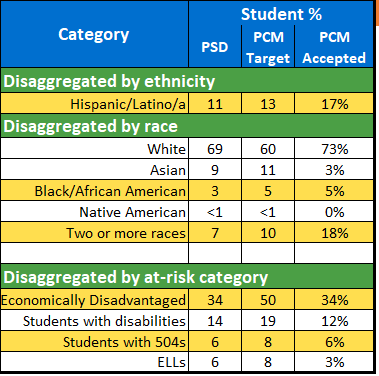 Category Student %
PSD PCM Target PCM Accepted
Disaggregated by ethnicity
Hispanic/Latino/a 11 13 17%
Disaggregated by race
White 69 60 73%
Asian 9 11 3%
Black/African American 3 5 5%
Native American <1 <1 0%
Two or more races 7 10 18%
Disaggregated by at-risk category
Economically Disadvantaged 34 50 34%
Students with disabilities 14 19 12%
Students with 504s 6 8 6%
ELLs 6 8 3%